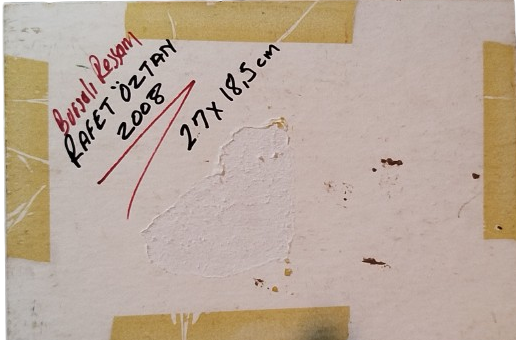 Bursalı Ressam
RAFET ÖZTAN
2008
27 X 18,5 cm